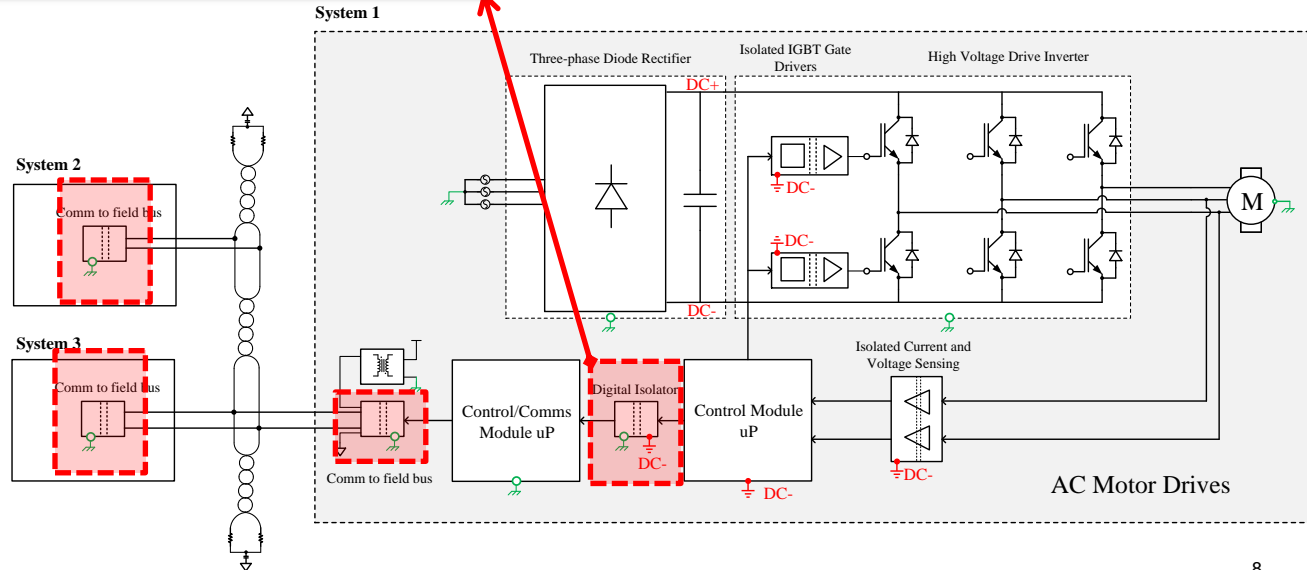 System 1
Three-phase Diode Rectifier
Isolated IGBT Gate
Drivers
High Voltage Drive Inverter
DC+
DC-
DC-
DC-
M
System 2
Comm to field bus
System 3
Comm to field bus
Comm to field bus
Control/Comms
Module uP
Digital Isolator
DC-
Control Module
uP
DC-
Isolated Current and
Voltage Sensing
DC-
AC Motor Drives
8